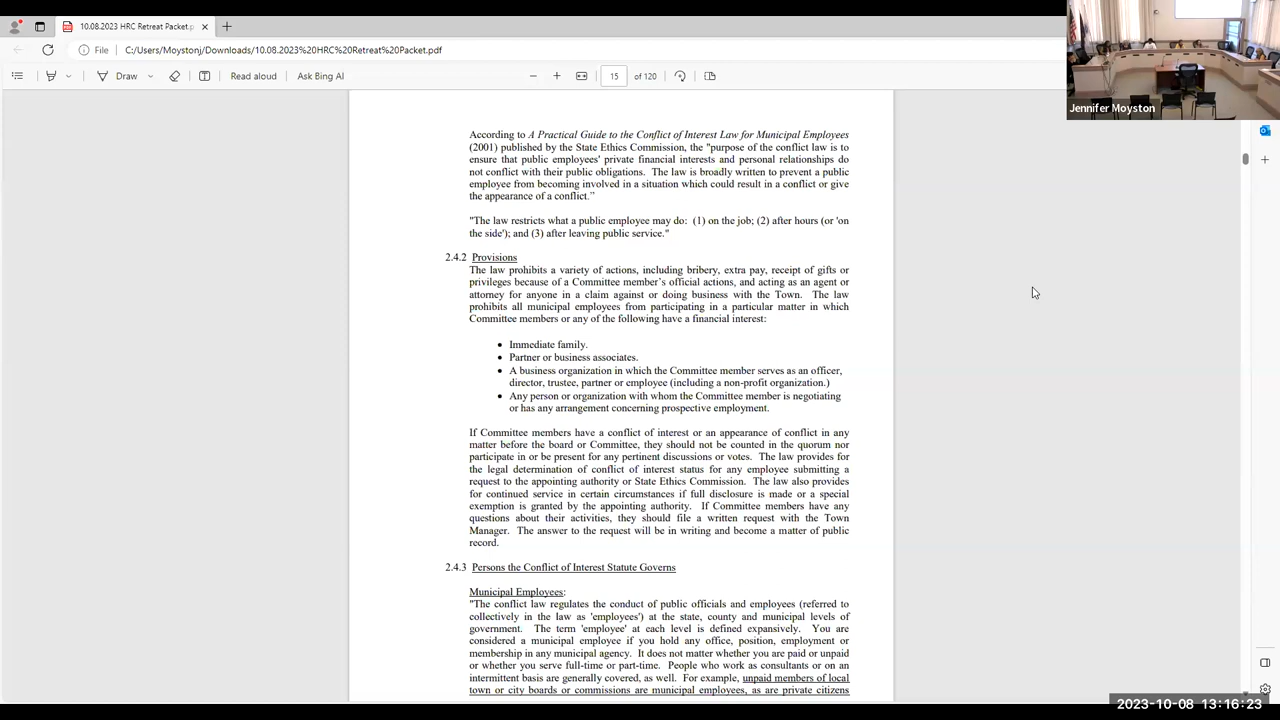 10.08.2023 HRC Retreat Packet.p
File
C:/Users/Moystonj/Downloads/10.08.2023%20HRC%20Retreat%20Packet.pdf
Draw
Read aloud
Ask Bing AI
15
of 120
Jennifer Moyston
According to A Practical Guide to the Conflict of Interest Law for Municipal Employees
(2001) published by the State Ethics Commission, the "purpose of the conflict law is to
ensure that public employees' private financial interests and personal relationships do
not conflict with their public obligations. The law is broadly written to prevent a public
employee from becoming involved in a situation which could result in a conflict or give
the appearance of a conflict.”
"The law restricts what a public employee may do: (1) on the job; (2) after hours (or 'on
the side'); and (3) after leaving public service."
2.4.2 Provisions
The law prohibits a variety of actions, including bribery, extra pay, receipt of gifts or
privileges because of a Committee member’s official actions, and acting as an agent or
attorney for anyone in a claim against or doing business with the Town. The law
prohibits all municipal employees from participating in a particular matter in which
Committee members or any of the following have a financial interest:
• Immediate family.
• Partner or business associates.
• A business organization in which the Committee member serves as an officer,
director, trustee, partner or employee (including a non-profit organization.)
• Any person or organization with whom the Committee member is negotiating
or has any arrangement concerning prospective employment.
If Committee members have a conflict of interest or an appearance of conflict in any
matter before the board or Committee, they should not be counted in the quorum nor
participate in or be present for any pertinent discussions or votes. The law provides for
the legal determination of conflict of interest status for any employee submitting a
request to the appointing authority or State Ethics Commission. The law also provides
for continued service in certain circumstances if full disclosure is made or a special
exemption is granted by the appointing authority. If Committee members have any
questions about their activities, they should file a written request with the Town
Manager. The answer to the request will be in writing and become a matter of public
record.
2.4.3 Persons the Conflict of Interest Statute Governs
Municipal Employees:
"The conflict law regulates the conduct of public officials and employees (referred to
collectively in the law as 'employees') at the state, county and municipal levels of
government. The term 'employee' at each level is defined expansively. You are
considered a municipal employee if you hold any office, position, employment or
membership in any municipal agency. It does not matter whether you are paid or unpaid
or whether you serve full-time or part-time. People who work as consultants or on an
intermittent basis are generally covered, as well. For example, unpaid members of local
town or city boards or commissions are municipal employees, as are private citizens
2023-10-08 13:16:23